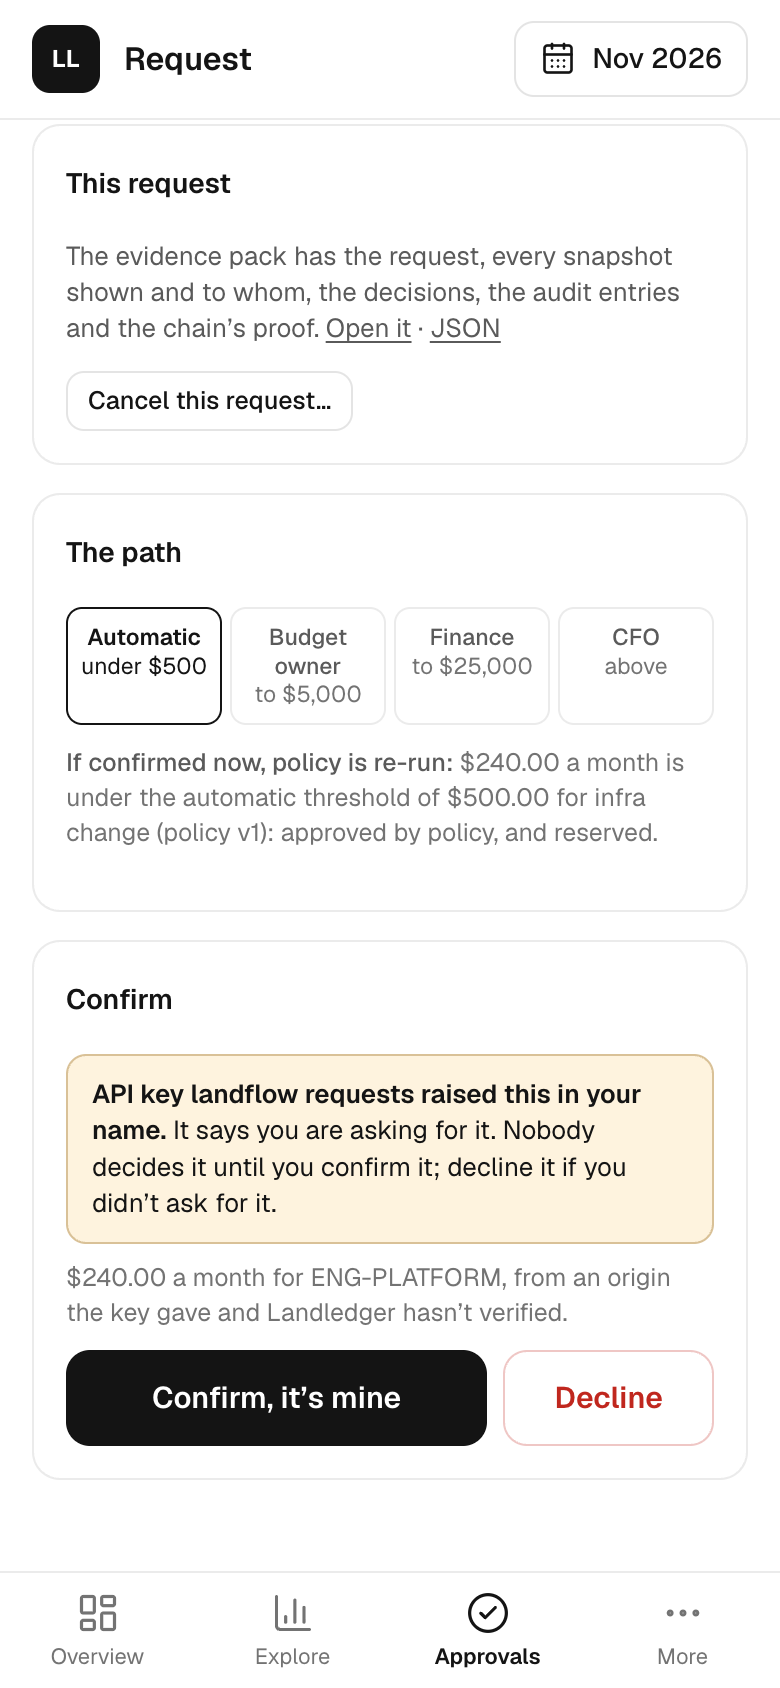 LL
Request
Nov 2026
This request
The evidence pack has the request, every snapshot
shown and to whom, the decisions, the audit entries
and the chain’s proof. Open it · JSON
Cancel this request…
The path
Automatic
under $500
Budget
owner
to $5,000
Finance
to $25,000
CFO
above
If confirmed now, policy is re-run: $240.00 a month is
under the automatic threshold of $500.00 for infra
change (policy v1): approved by policy, and reserved.
Confirm
API key landflow requests raised this in your
name. It says you are asking for it. Nobody
decides it until you confirm it; decline it if you
didn’t ask for it.
$240.00 a month for ENG-PLATFORM, from an origin
the key gave and Landledger hasn’t verified.
Confirm, it’s mine
Decline
Overview
Explore
Approvals
More